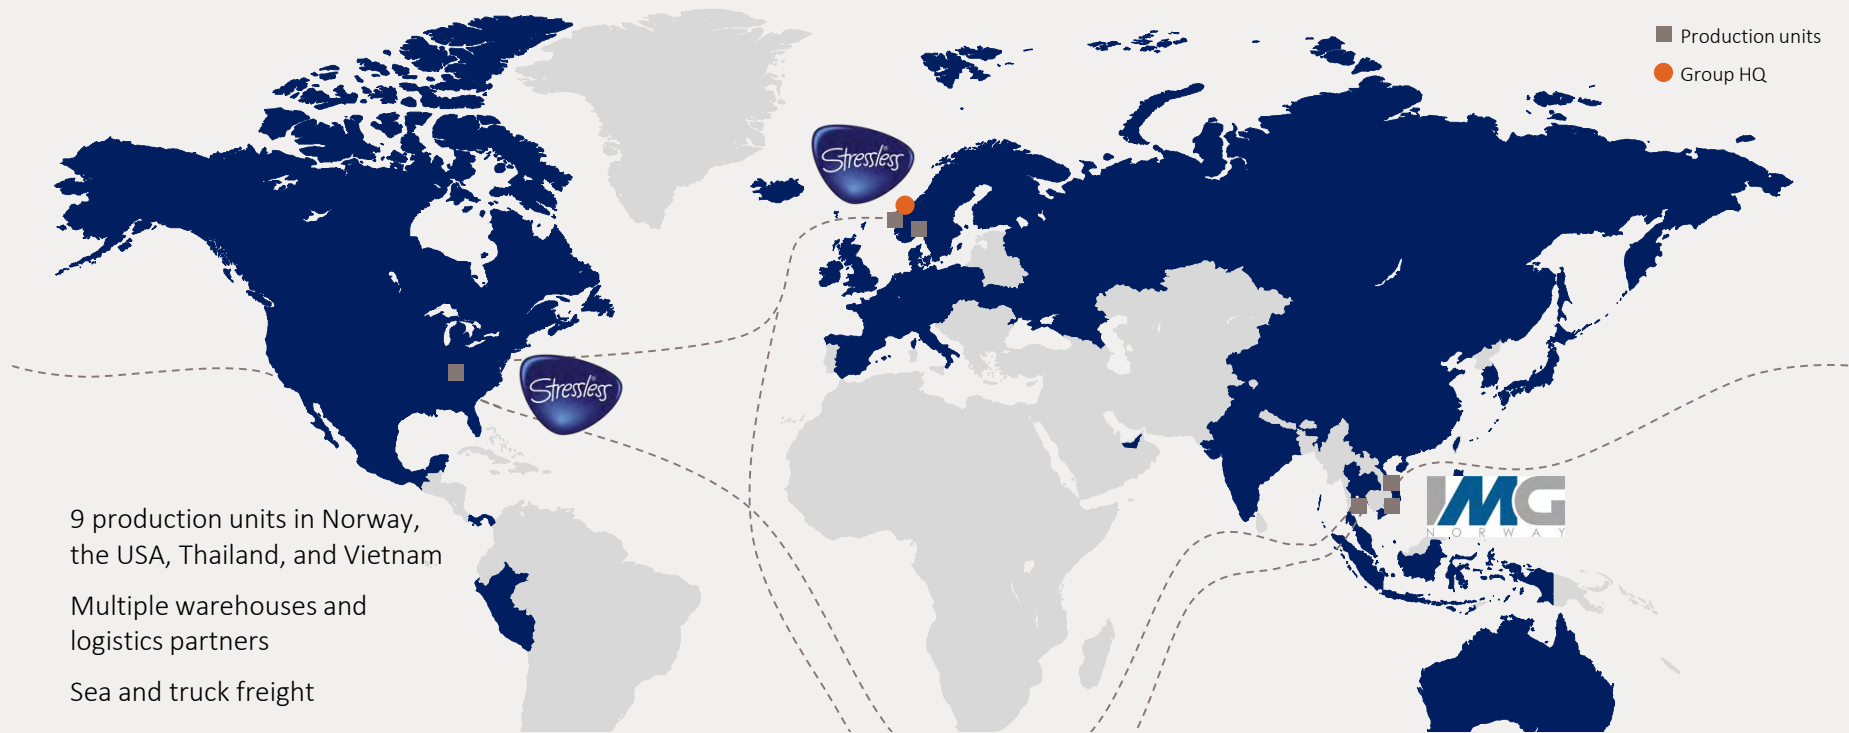 Production units
Group HQ
Stressless®
Stressless®
IMG
NORWAY
9 production units in Norway,
the USA, Thailand, and Vietnam
Multiple warehouses and
logistics partners
Sea and truck freight